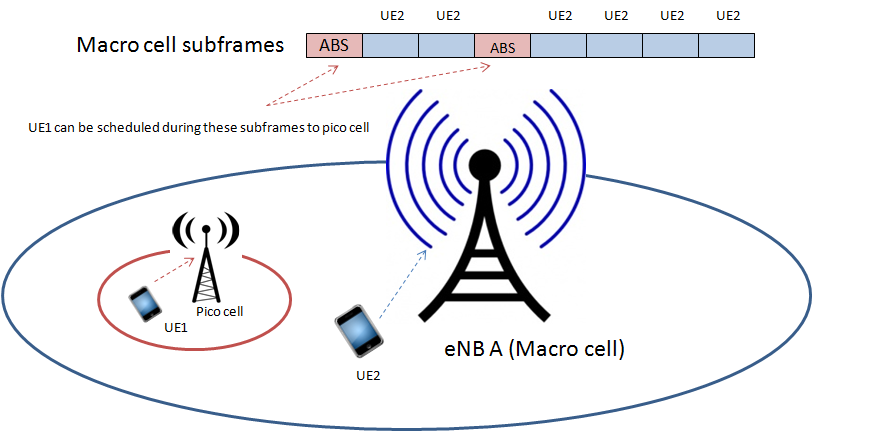 UE2 UE2 UE2 UE2 UE2 UE2
Macro cell subframes ABS ABS
UE1 can be scheduled during these subframes to pico cell
Pico cell
UE1
eNB A (Macro cell)
UE2